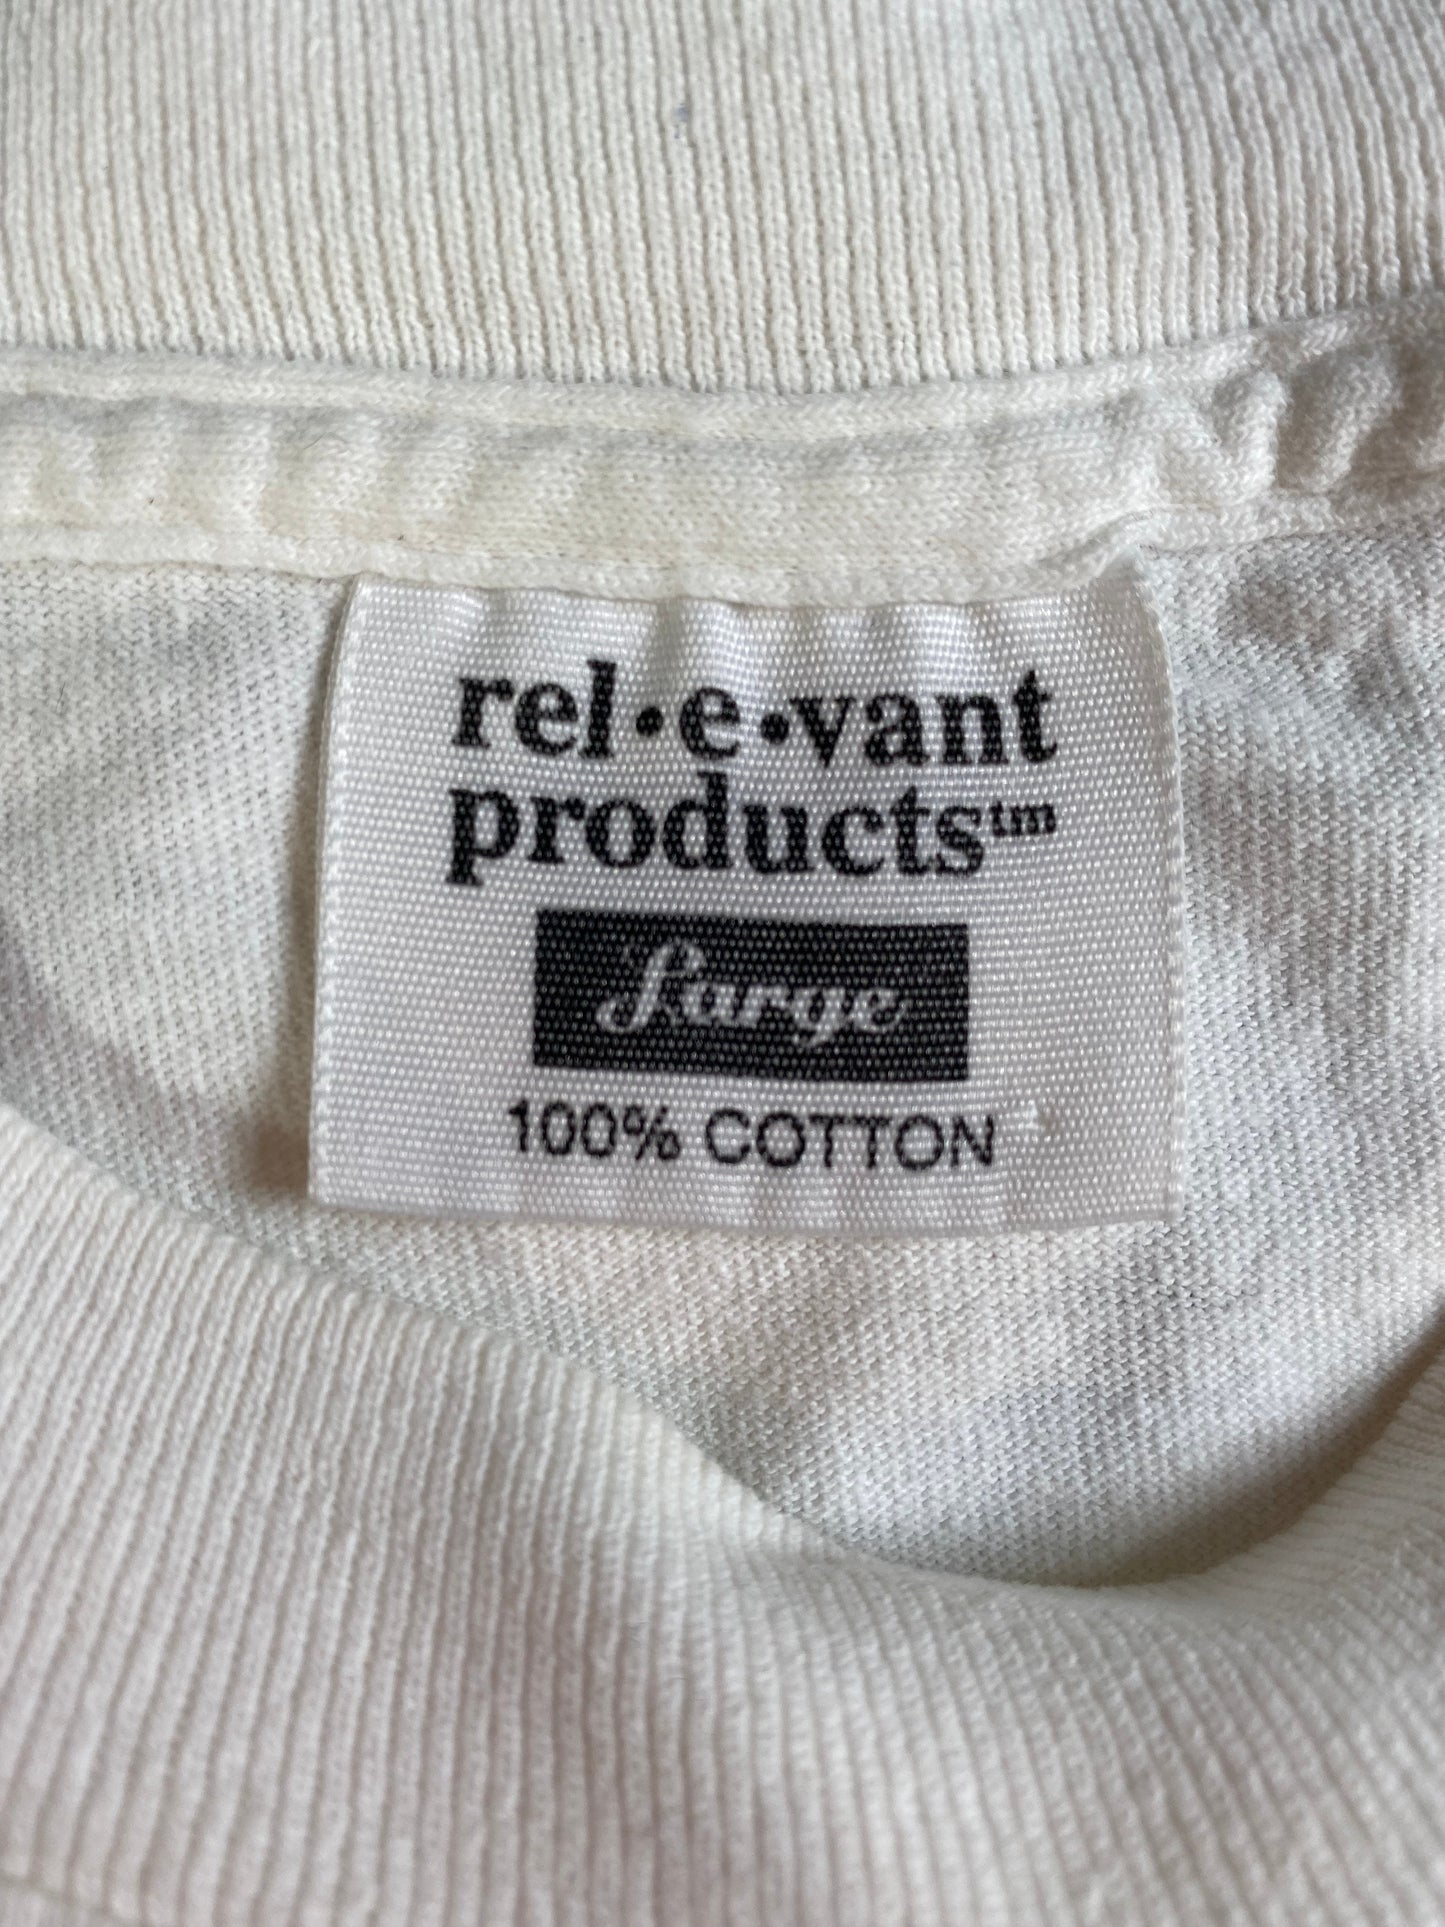 rel•e•vant
products™
Large
100% COTTON